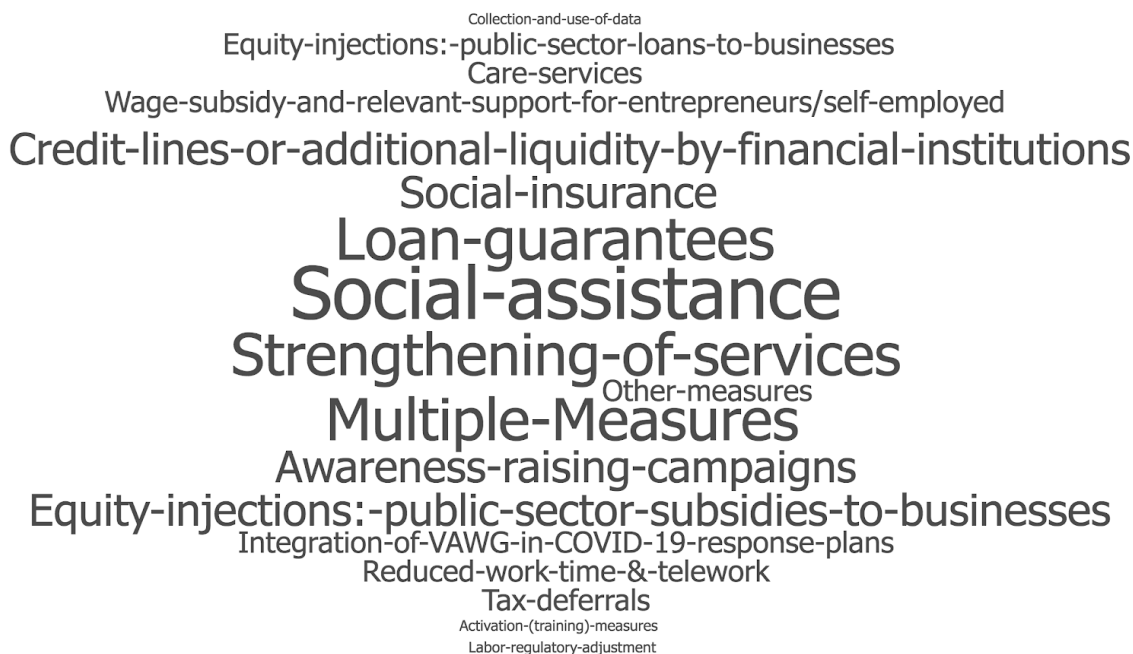 Collection-and-use-of-data
Equity-injections:-public-sector-loans-to-businesses
Care-services
Wage-subsidy-and-relevant-support-for-entrepreneurs/self-employed
Credit-lines-or-additional-liquidity-by-financial-institutions
Social-insurance
Loan-guarantees
Social-assistance
Strengthening-of-services
Other-measures
Multiple-Measures
Awareness-raising-campaigns
Equity-injections:-public-sector-subsidies-to-businesses
Integration-of-VAWG-in-COVID-19-response-plans
Reduced-work-time-&-telework
Tax-deferrals
Activation-(training)-measures
Labor-regulatory-adjustment